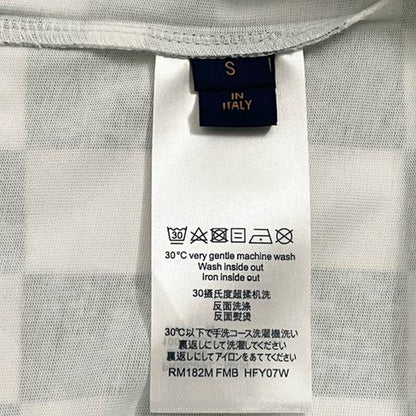 S
IN
ITALY
30
30°C very gentle machine wash
Wash inside out
Iron inside out
30摄氏度超揉机洗
反面洗涤
反面熨烫
30℃以下で手洗コース洗濯機洗い
裏返しにして洗濯してください
裏返しにしてアイロンをあててください
RM182M FMB HFY07W